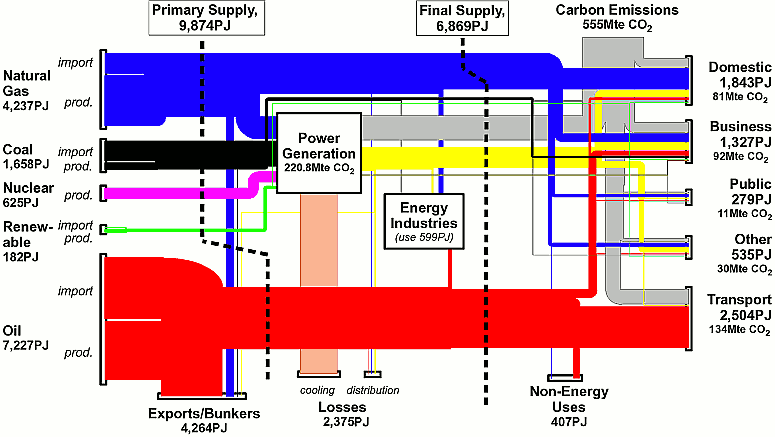 Primary Supply,
9,874PJ
Final Supply,
6,869PJ
Carbon Emissions
555Mte CO2
Natural
Gas
4,237PJ
import
prod.
Coal
1,658PJ
import
prod.
Nuclear
625PJ
prod.
Renew-
able
182PJ
import
prod.
Oil
7,227PJ
import
prod.
Power
Generation
220.8Mte CO2
Energy
Industries
(use 599PJ)
Domestic
1,843PJ
81Mte CO2
Business
1,327PJ
92Mte CO2
Public
279PJ
11Mte CO2
Other
535PJ
30Mte CO2
Transport
2,504PJ
134Mte CO2
Exports/Bunkers
4,264PJ
cooling
distribution
Losses
2,375PJ
Non-Energy
Uses
407PJ